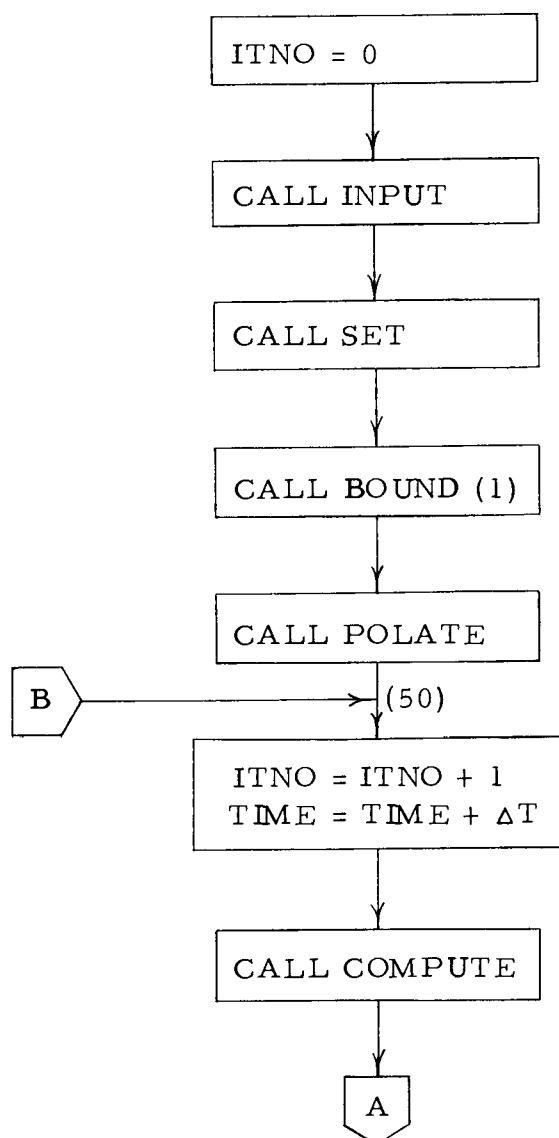 ITNO = 0
CALL INPUT
CALL SET
CALL BOUND (1)
CALL POLATE
B
(50)
ITNO = ITNO + 1
TIME = TIME + ΔT
CALL COMPUTE
A